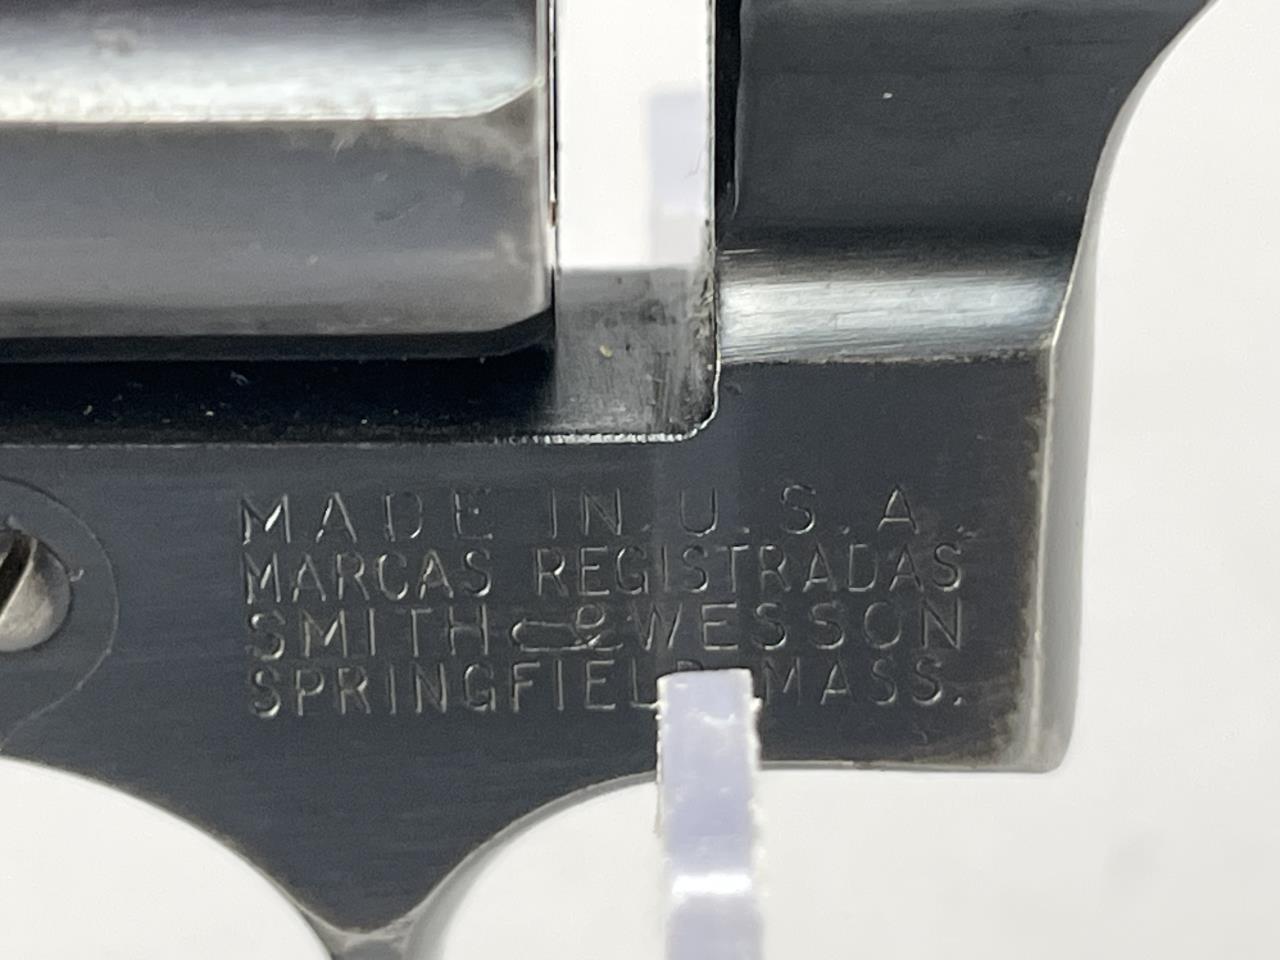 MADE IN U.S.A.
MARCAS REGISTRADAS
SMITH & WESSON
SPRINGFIELD MASS.